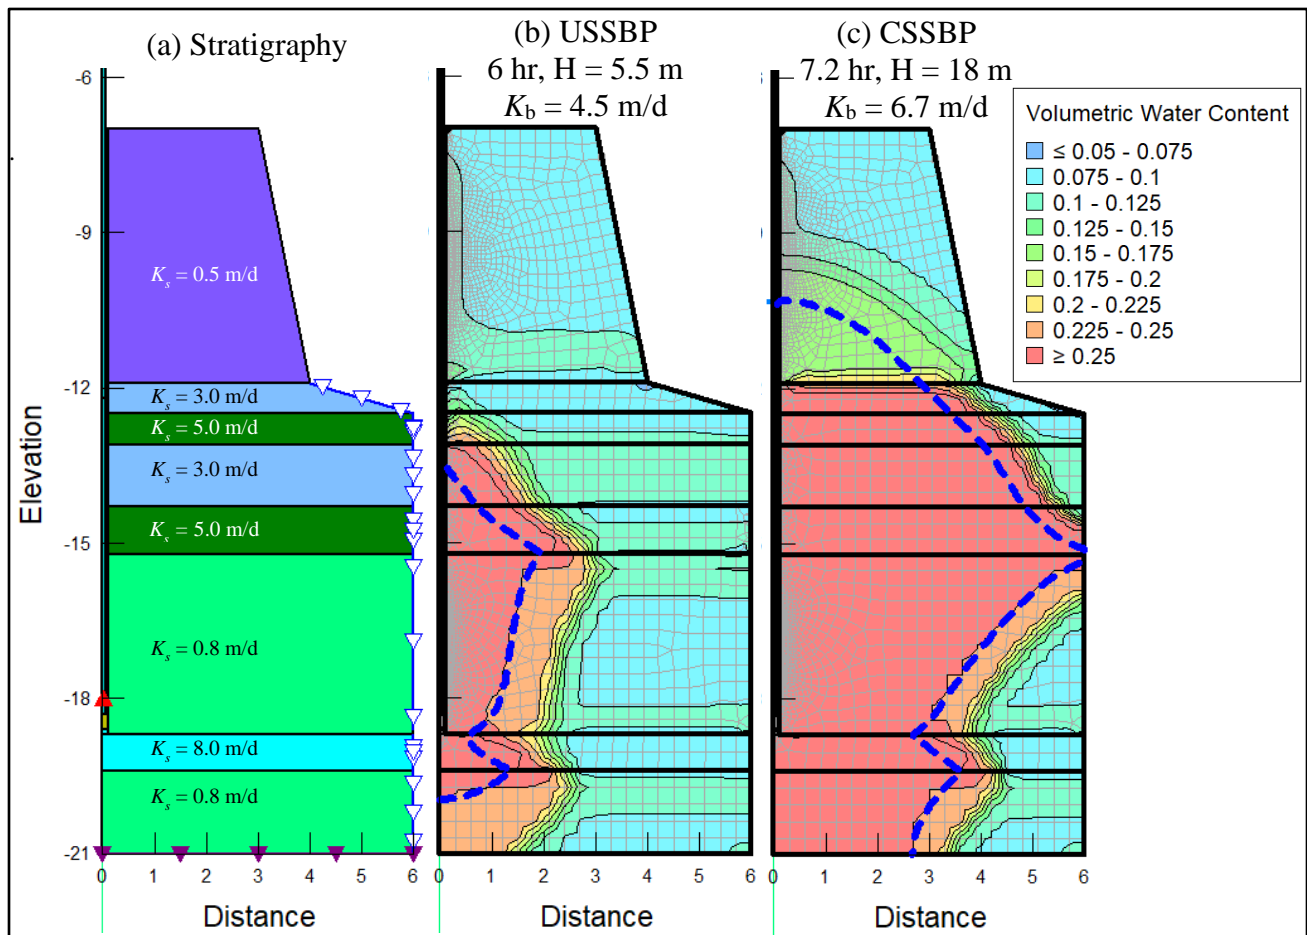 (a) Stratigraphy
(b) USSBP
6 hr, H = 5.5 m
K_b = 4.5 m/d
(c) CSSBP
7.2 hr, H = 18 m
K_b = 6.7 m/d
Volumetric Water Content
≤ 0.05 - 0.075
0.075 - 0.1
0.1 - 0.125
0.125 - 0.15
0.15 - 0.175
0.175 - 0.2
0.2 - 0.225
0.225 - 0.25
≥ 0.25
Elevation
-6
-9
-12
-15
-18
-21
K_s = 0.5 m/d
K_s = 3.0 m/d
K_s = 5.0 m/d
K_s = 3.0 m/d
K_s = 5.0 m/d
K_s = 0.8 m/d
K_s = 8.0 m/d
K_s = 0.8 m/d
0 1 2 3 4 5 6
Distance
0 1 2 3 4 5 6
Distance
0 1 2 3 4 5 6
Distance